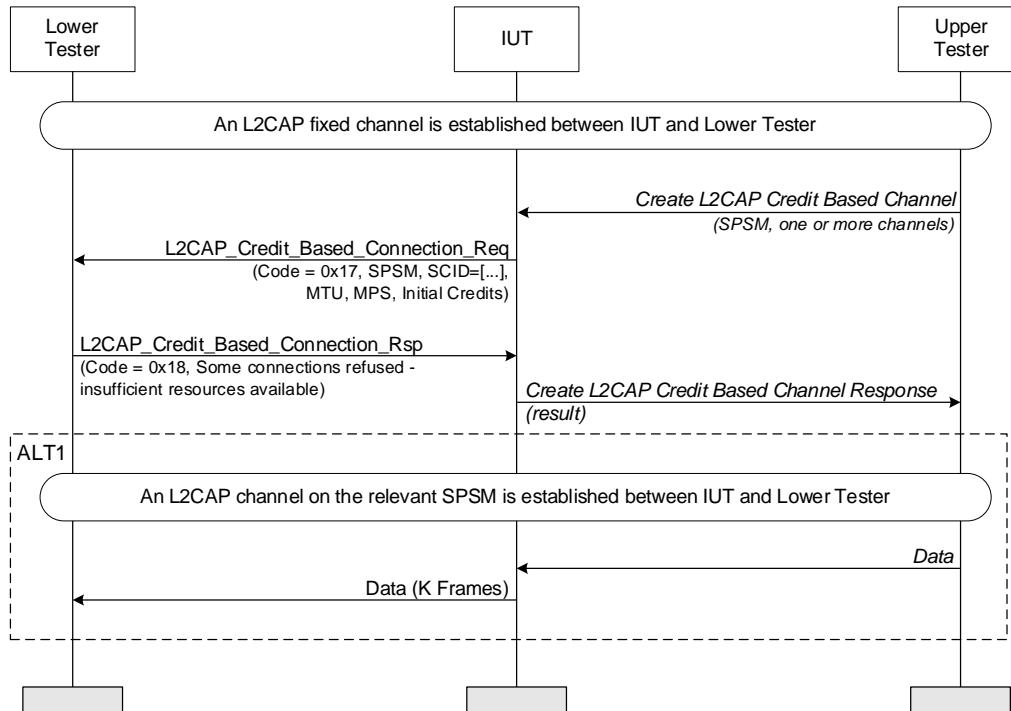 Lower
Tester
IUT
Upper
Tester
An L2CAP fixed channel is established between IUT and Lower Tester
Create L2CAP Credit Based Channel
(SPSM, one or more channels)
L2CAP_Credit_Based_Connection_Req
(Code = 0x17, SPSM, SCID=[...],
MTU, MPS, Initial Credits)
L2CAP_Credit_Based_Connection_Rsp
(Code = 0x18, Some connections refused -
insufficient resources available)
Create L2CAP Credit Based Channel Response
(result)
ALT1
An L2CAP channel on the relevant SPSM is established between IUT and Lower Tester
Data
Data (K Frames)